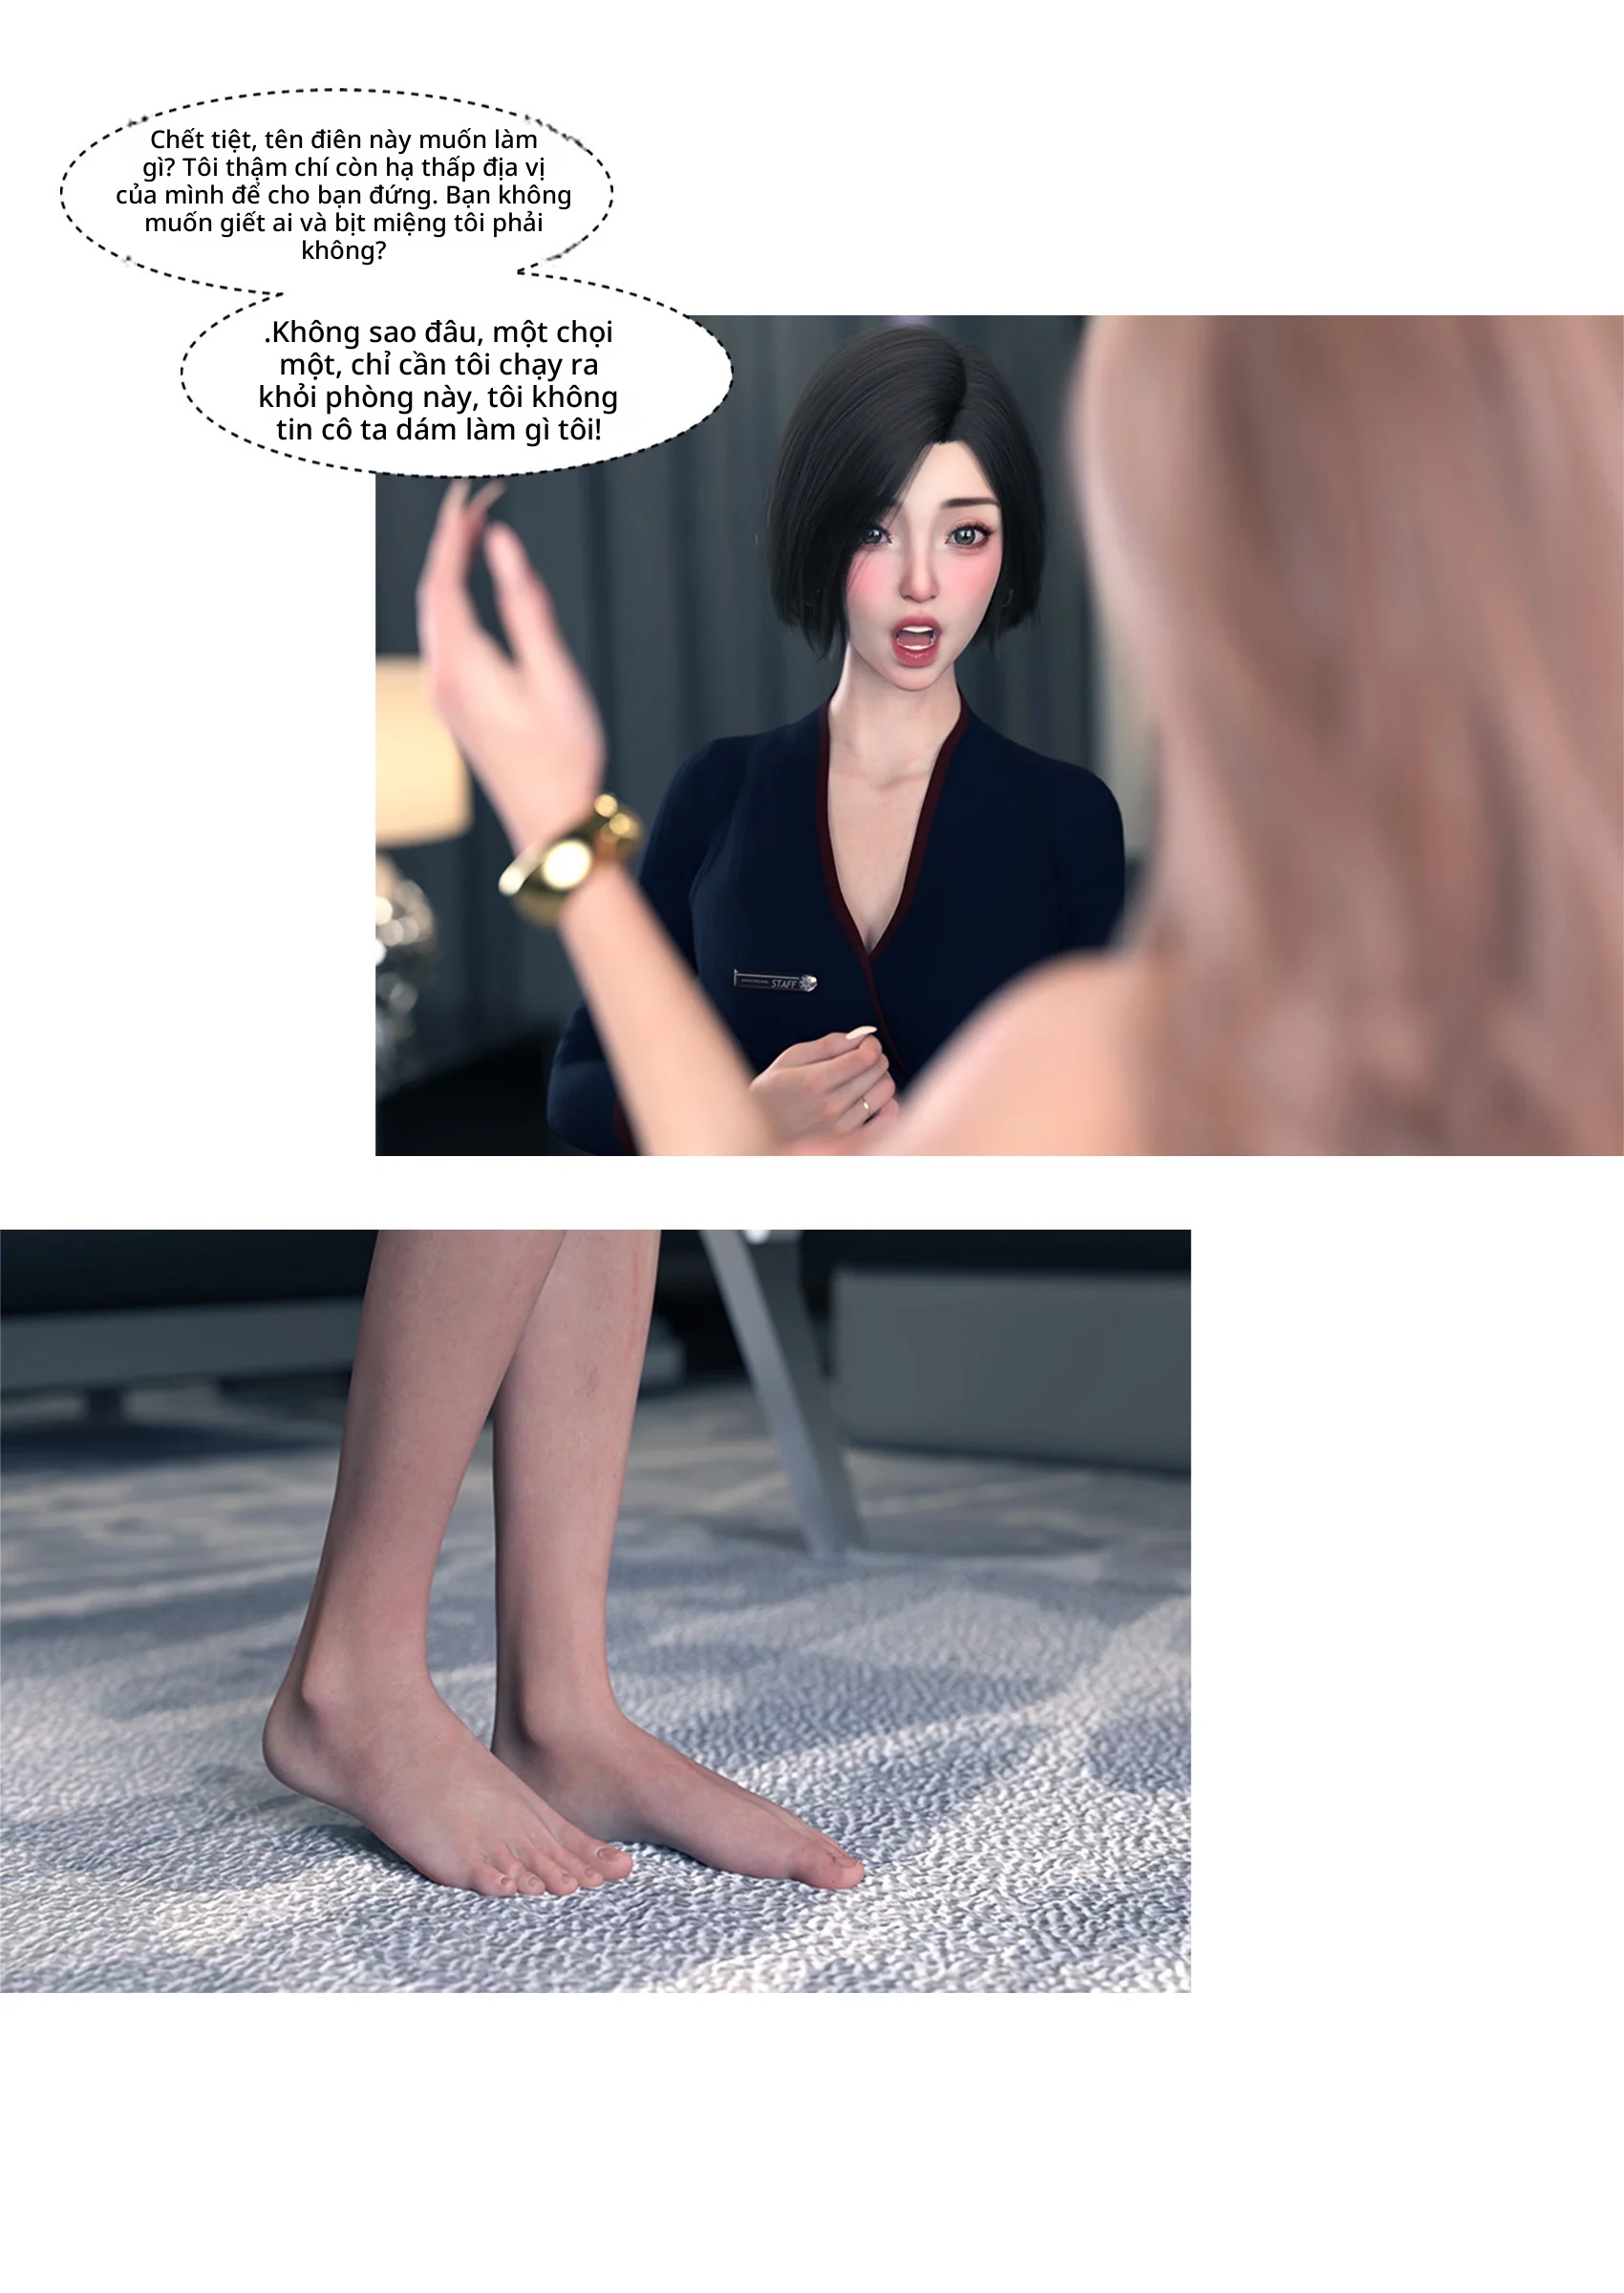 Chết tiệt, tên điên này muốn làm
gì? Tôi thậm chí còn hạ thấp địa vị
của mình để cho bạn đứng. Bạn không
muốn giết ai và bịt miệng tôi phải
không?
.Không sao đâu, một chọi
một, chỉ cần tôi chạy ra
khỏi phòng này, tôi không
tin cô ta dám làm gì tôi!
STAFF